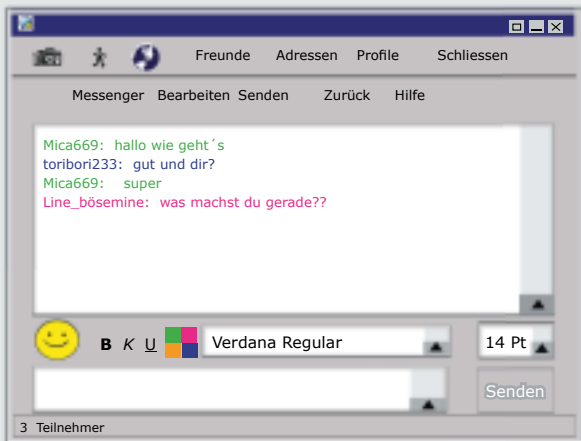 Freunde Adressen Profile Schliessen
Messenger Bearbeiten Senden Zurück Hilfe
Mica669: hallo wie geht´s
toribori233: gut und dir?
Mica669: super
Line_bösemine: was machst du gerade??
B K U Verdana Regular 14 Pt
Senden
3 Teilnehmer